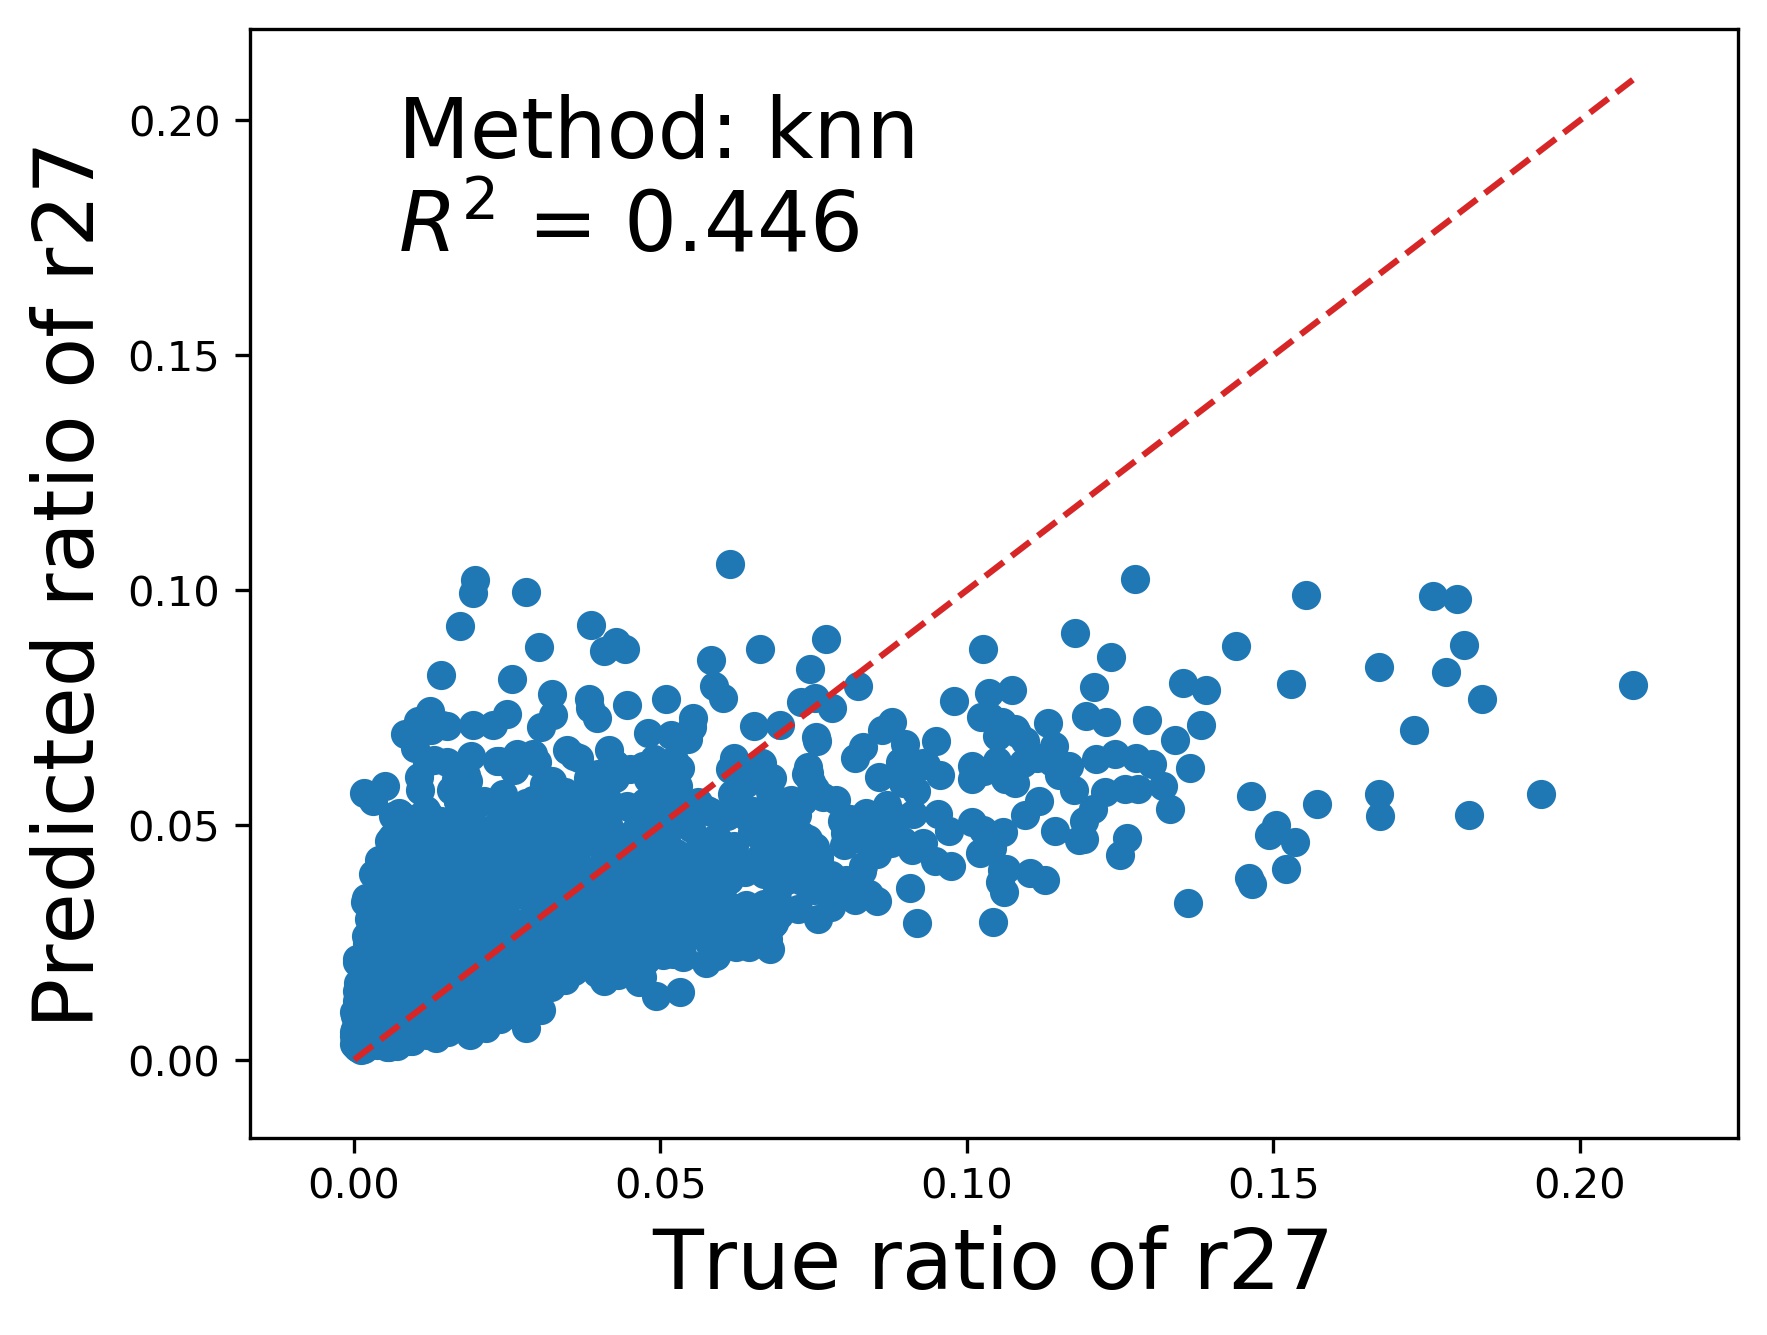 Method: knn
R² = 0.446
Predicted ratio of r27
0.20
0.15
0.10
0.05
0.00
0.00 0.05 0.10 0.15 0.20
True ratio of r27